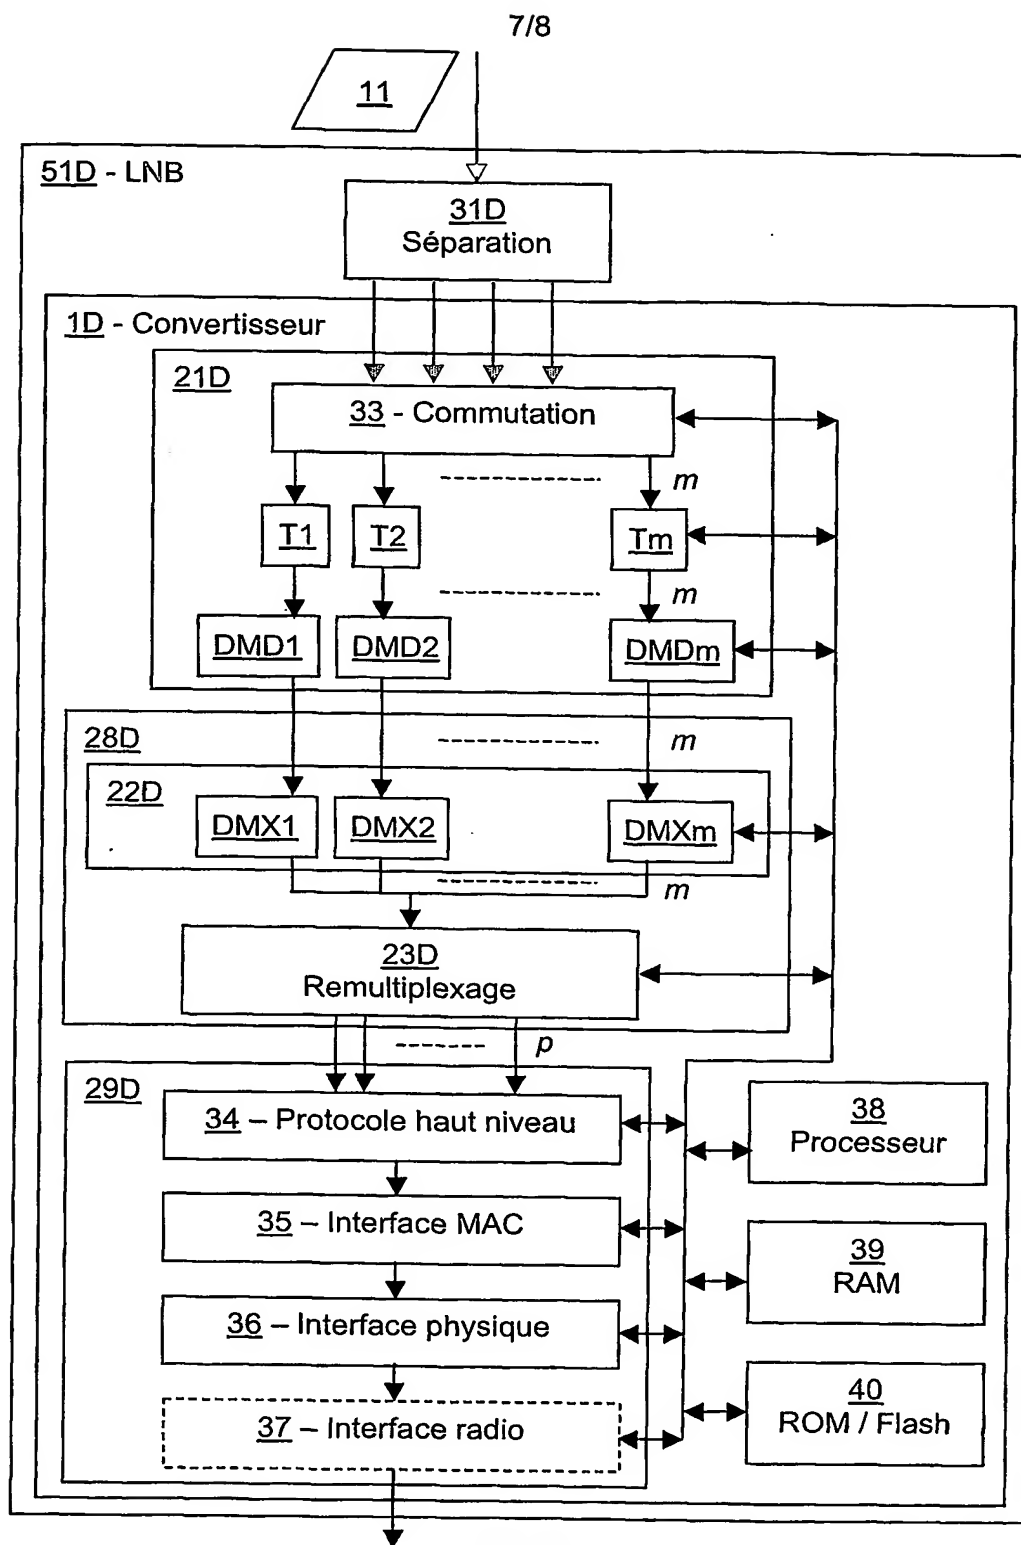 7/8
11
51D - LNB
31D
Séparation
1D - Convertisseur
21D
33 - Commutation
m
T1
T2
Tm
m
DMD1
DMD2
DMDm
28D
m
22D
DMX1
DMX2
DMXm
m
23D
Remultiplexage
p
29D
34 – Protocole haut niveau
38
Processeur
35 – Interface MAC
39
RAM
36 – Interface physique
40
ROM / Flash
37 – Interface radio